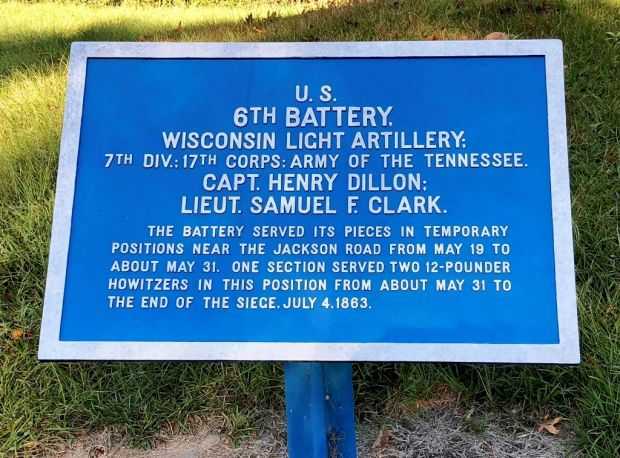 U. S.
6TH BATTERY.
WISCONSIN LIGHT ARTILLERY;
7TH DIV.: 17TH CORPS: ARMY OF THE TENNESSEE.
CAPT. HENRY DILLON;
LIEUT. SAMUEL F. CLARK.
THE BATTERY SERVED ITS PIECES IN TEMPORARY
POSITIONS NEAR THE JACKSON ROAD FROM MAY 19 TO
ABOUT MAY 31. ONE SECTION SERVED TWO 12-POUNDER
HOWITZERS IN THIS POSITION FROM ABOUT MAY 31 TO
THE END OF THE SIEGE, JULY 4, 1863.